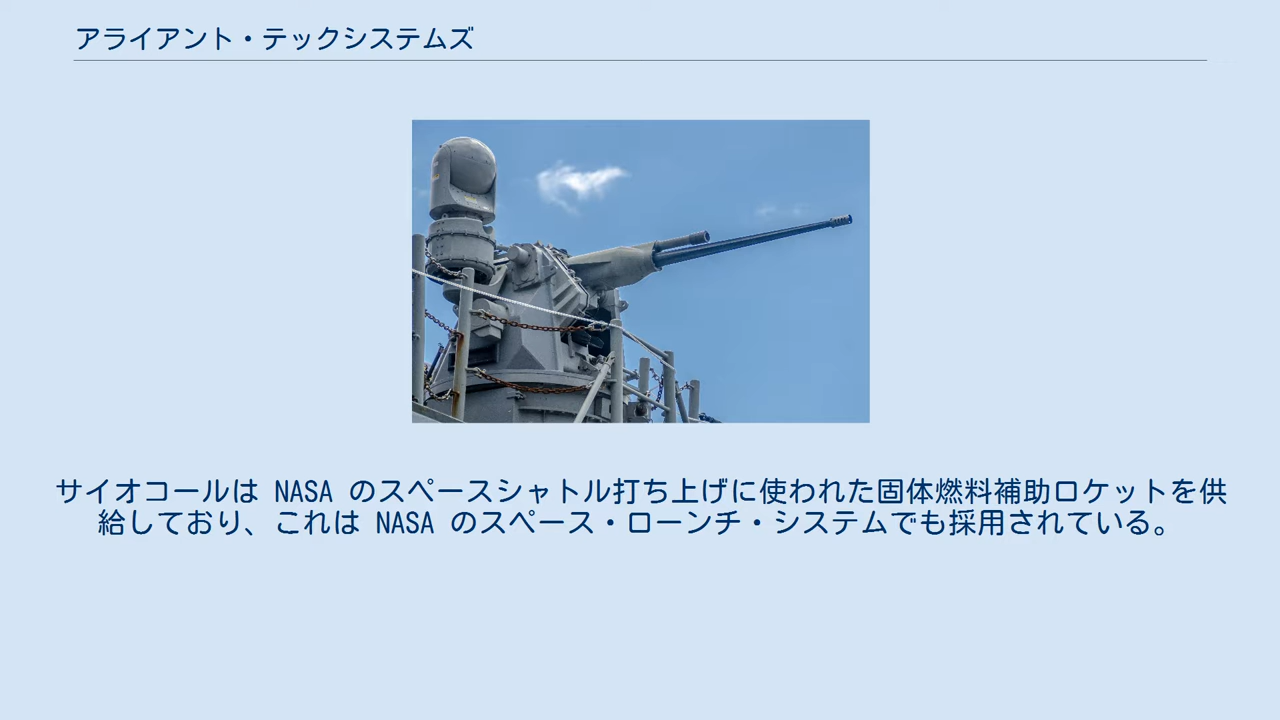 アライアント・テックシステムズ
サイオコールは NASA のスペースシャトル打ち上げに使われた固体燃料補助ロケットを供
給しており、これは NASA のスペース・ローンチ・システムでも採用されている。